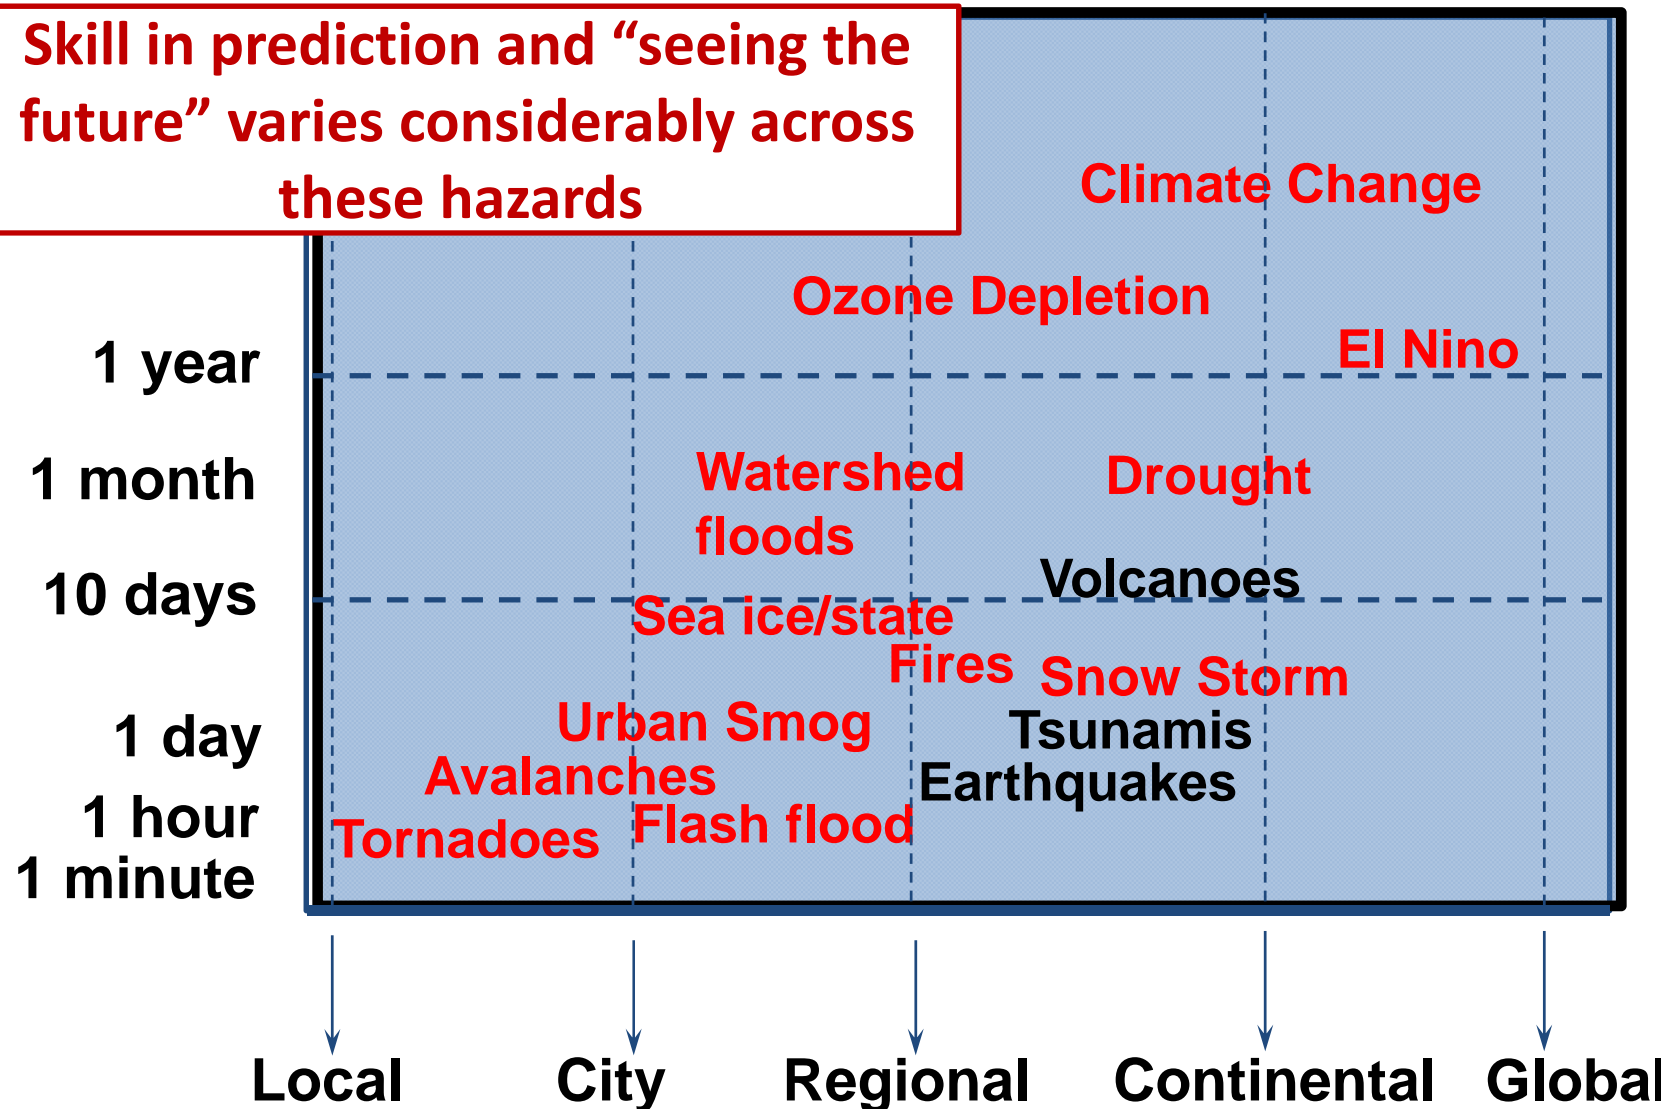 Skill in prediction and “seeing the
future” varies considerably across
these hazards
Climate Change
Ozone Depletion
El Nino
1 year
Watershed
floods
Drought
1 month
Volcanoes
10 days
Sea ice/state
Fires
Snow Storm
Urban Smog
Tsunamis
1 day
Avalanches
Earthquakes
1 hour
Tornadoes
Flash flood
1 minute
Local
City
Regional
Continental
Global